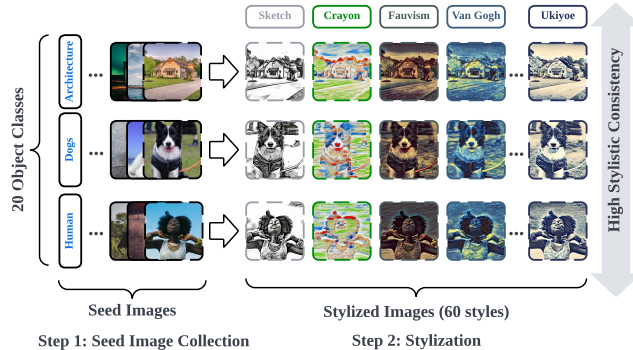 Sketch
Crayon
Fauvism
Van Gogh
Ukiyoe
20 Object Classes
Architecture
Dogs
Human
...
...
...
...
...
...
High Stylistic Consistency
Seed Images
Stylized Images (60 styles)
Step 1: Seed Image Collection
Step 2: Stylization